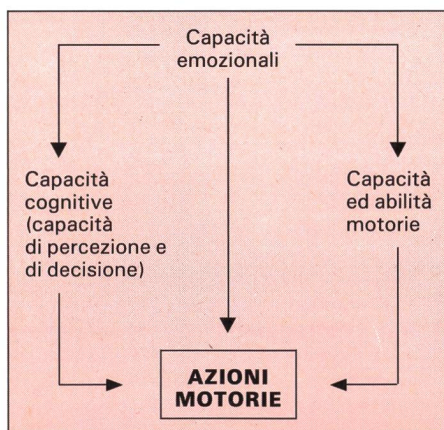 Capacità
emozionali
Capacità
cognitive
(capacità
di percezione e
di decisione)
Capacità
ed abilità
motorie
AZIONI
MOTORIE